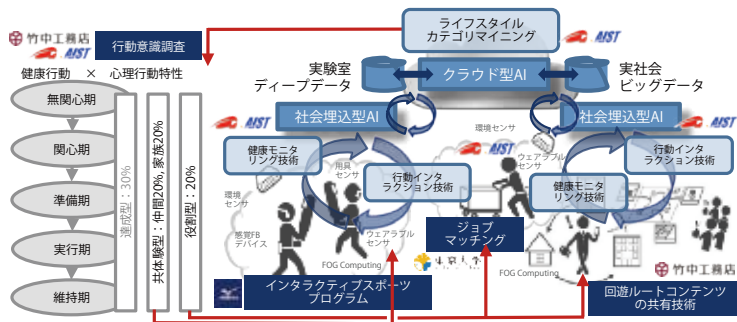 竹中工務店
AIST
行動意識調査
健康行動　×　心理行動特性
無関心期
関心期
準備期
実行期
維持期
達成型：30%
共体験型：仲間20%, 家族20%
役割型：20%
ライフスタイル
カテゴリマイニング
AIST
実験室
ディープデータ
クラウド型AI
実社会
ビッグデータ
AIST
社会埋込型AI
社会埋込型AI
AIST
健康モニタ
リング技術
行動インタ
ラクション技術
環境
センサ
用具
センサ
感覚FB
デバイス
ウェアラブル
センサ
FOG Computing
インタラクティブスポーツ
プログラム
環境センサ
AIST
ウェアラブル
センサ
ジョブ
マッチング
東京大学
FOG Computing
行動インタ
ラクション技術
健康モニタ
リング技術
竹中工務店
回遊ルートコンテンツ
の共有技術